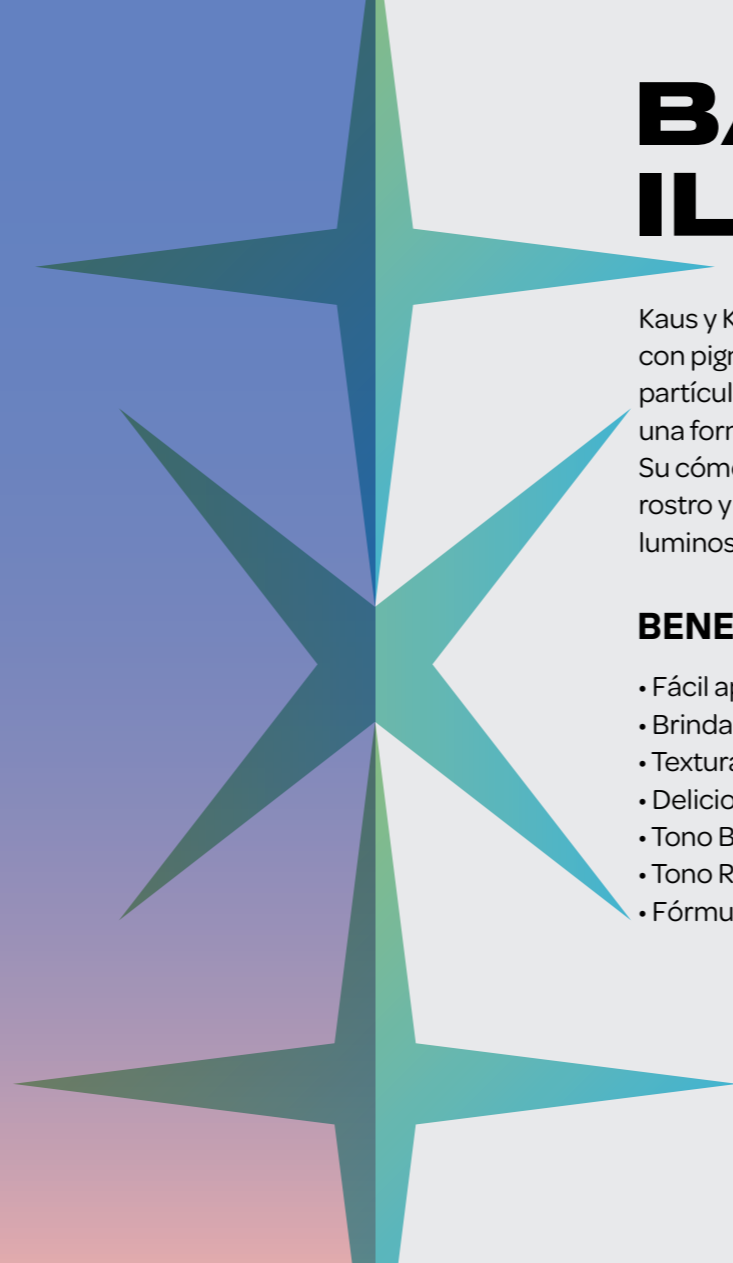 BA
IL
Kaus y K
con pigr
partícul
una forr
Su cómo
rostro y
luminos
BENE
• Fácil ap
• Brinda
• Textura
• Delicio
• Tono B
• Tono R
• Fórmu